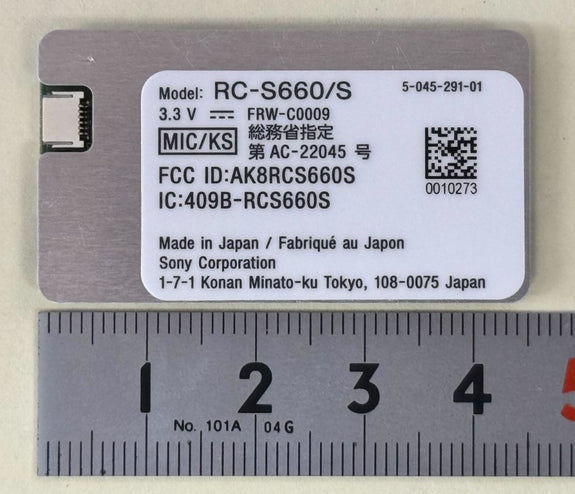 Model: RC-S660/S
5-045-291-01
3.3 V ⎓ FRW-C0009
MIC/KS
総務省指定
第 AC-22045 号
FCC ID:AK8RCS660S
IC:409B-RCS660S
0010273
Made in Japan / Fabriqué au Japon
Sony Corporation
1-7-1 Konan Minato-ku Tokyo, 108-0075 Japan
1 2 3 4 5
No. 101A 04G